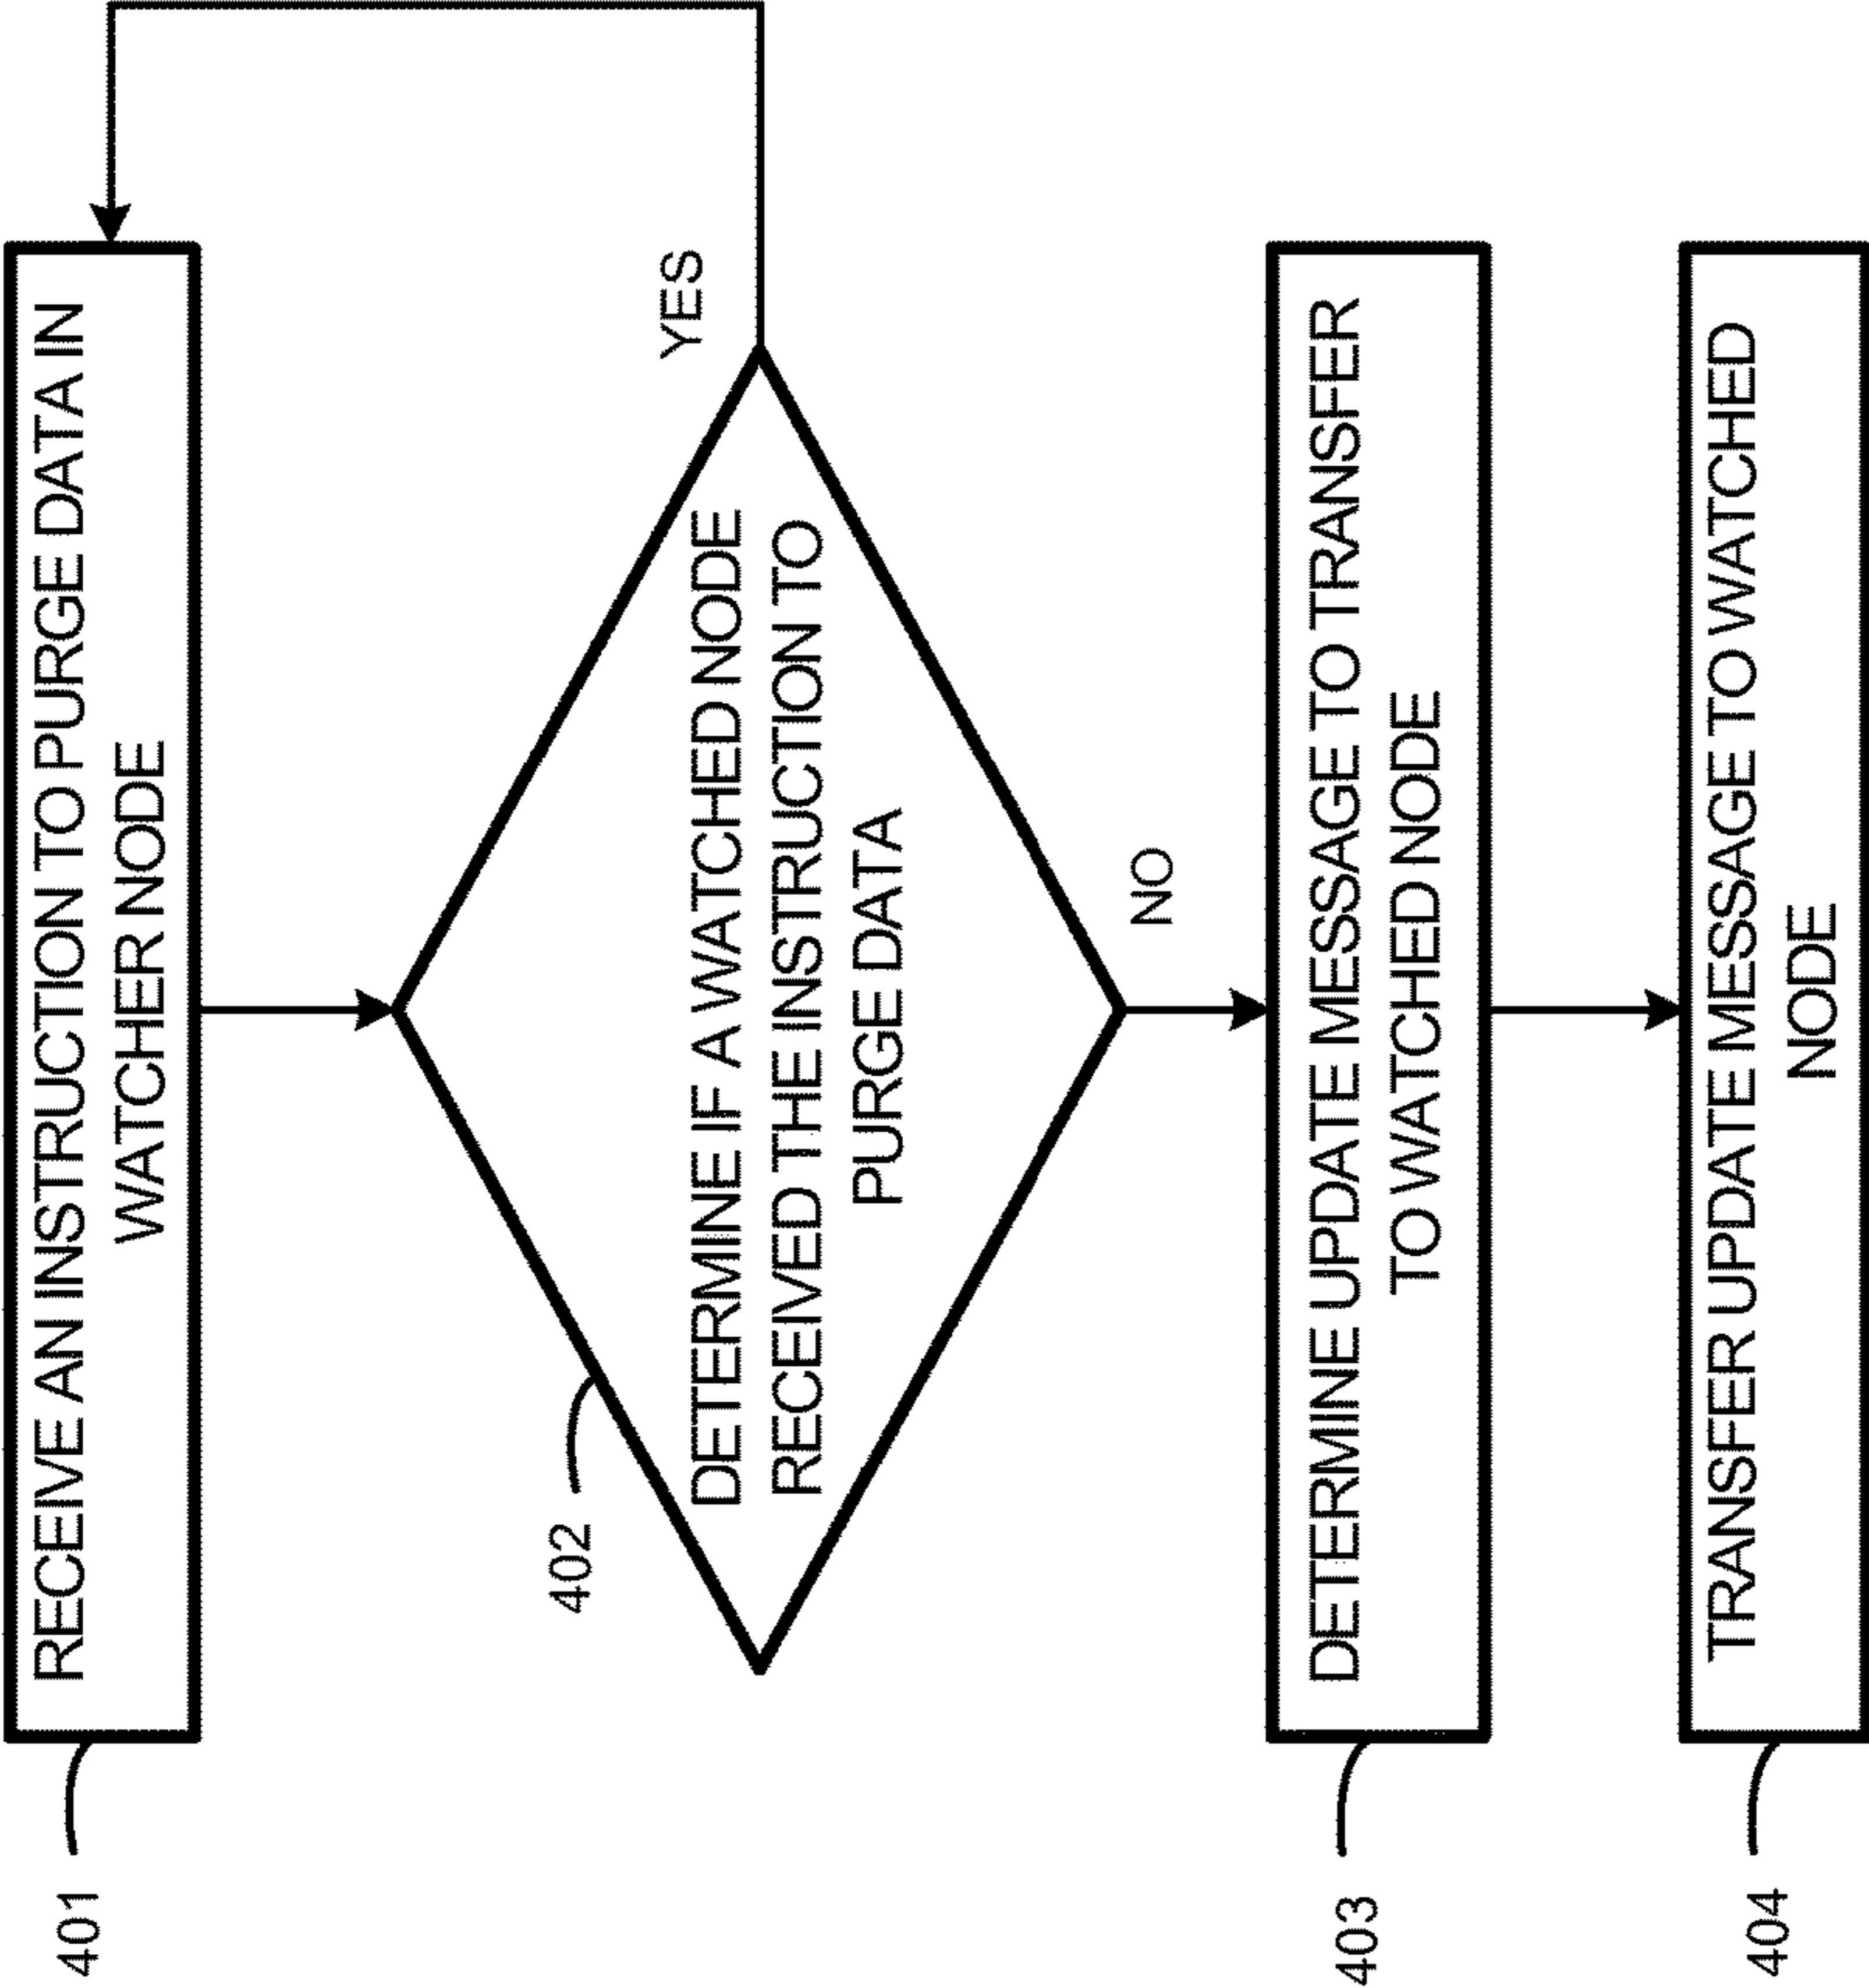 401
RECEIVE AN INSTRUCTION TO PURGE DATA IN
WATCHER NODE
402
DETERMINE IF A WATCHED NODE
RECEIVED THE INSTRUCTION TO
PURGE DATA
YES
NO
403
DETERMINE UPDATE MESSAGE TO TRANSFER
TO WATCHED NODE
404
TRANSFER UPDATE MESSAGE TO WATCHED
NODE